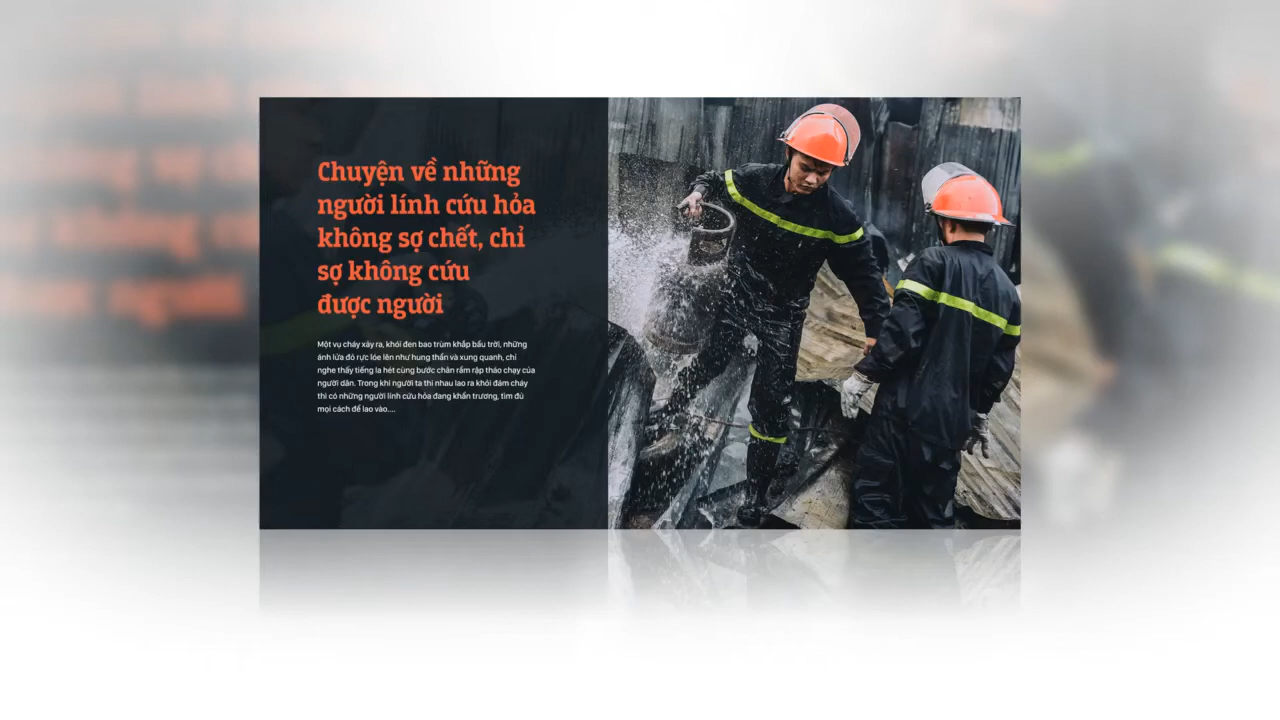 Chuyện về những
người lính cứu hỏa
không sợ chết, chỉ
sợ không cứu
được người
Một vụ cháy xảy ra, khói đen bao trùm khắp bầu trời, những
ánh lửa đỏ rực lóe lên như hung thần và xung quanh, chỉ
nghe thấy tiếng la hét cùng bước chân rầm rập tháo chạy của
người dân. Trong khi người ta thi nhau lao ra khỏi đám cháy
thì có những người lính cứu hỏa đang khẩn trương, tìm đủ
mọi cách để lao vào....